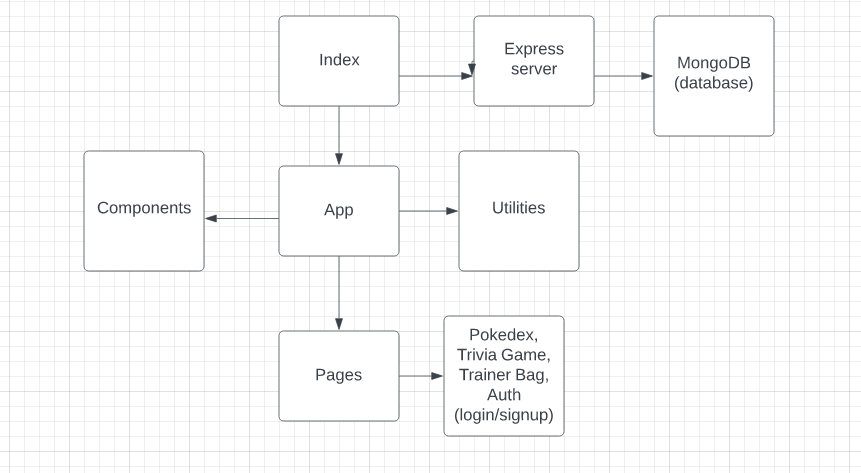 Index
Express
server
MongoDB
(database)
Components
App
Utilities
Pages
Pokedex,
Trivia Game,
Trainer Bag,
Auth
(login/signup)